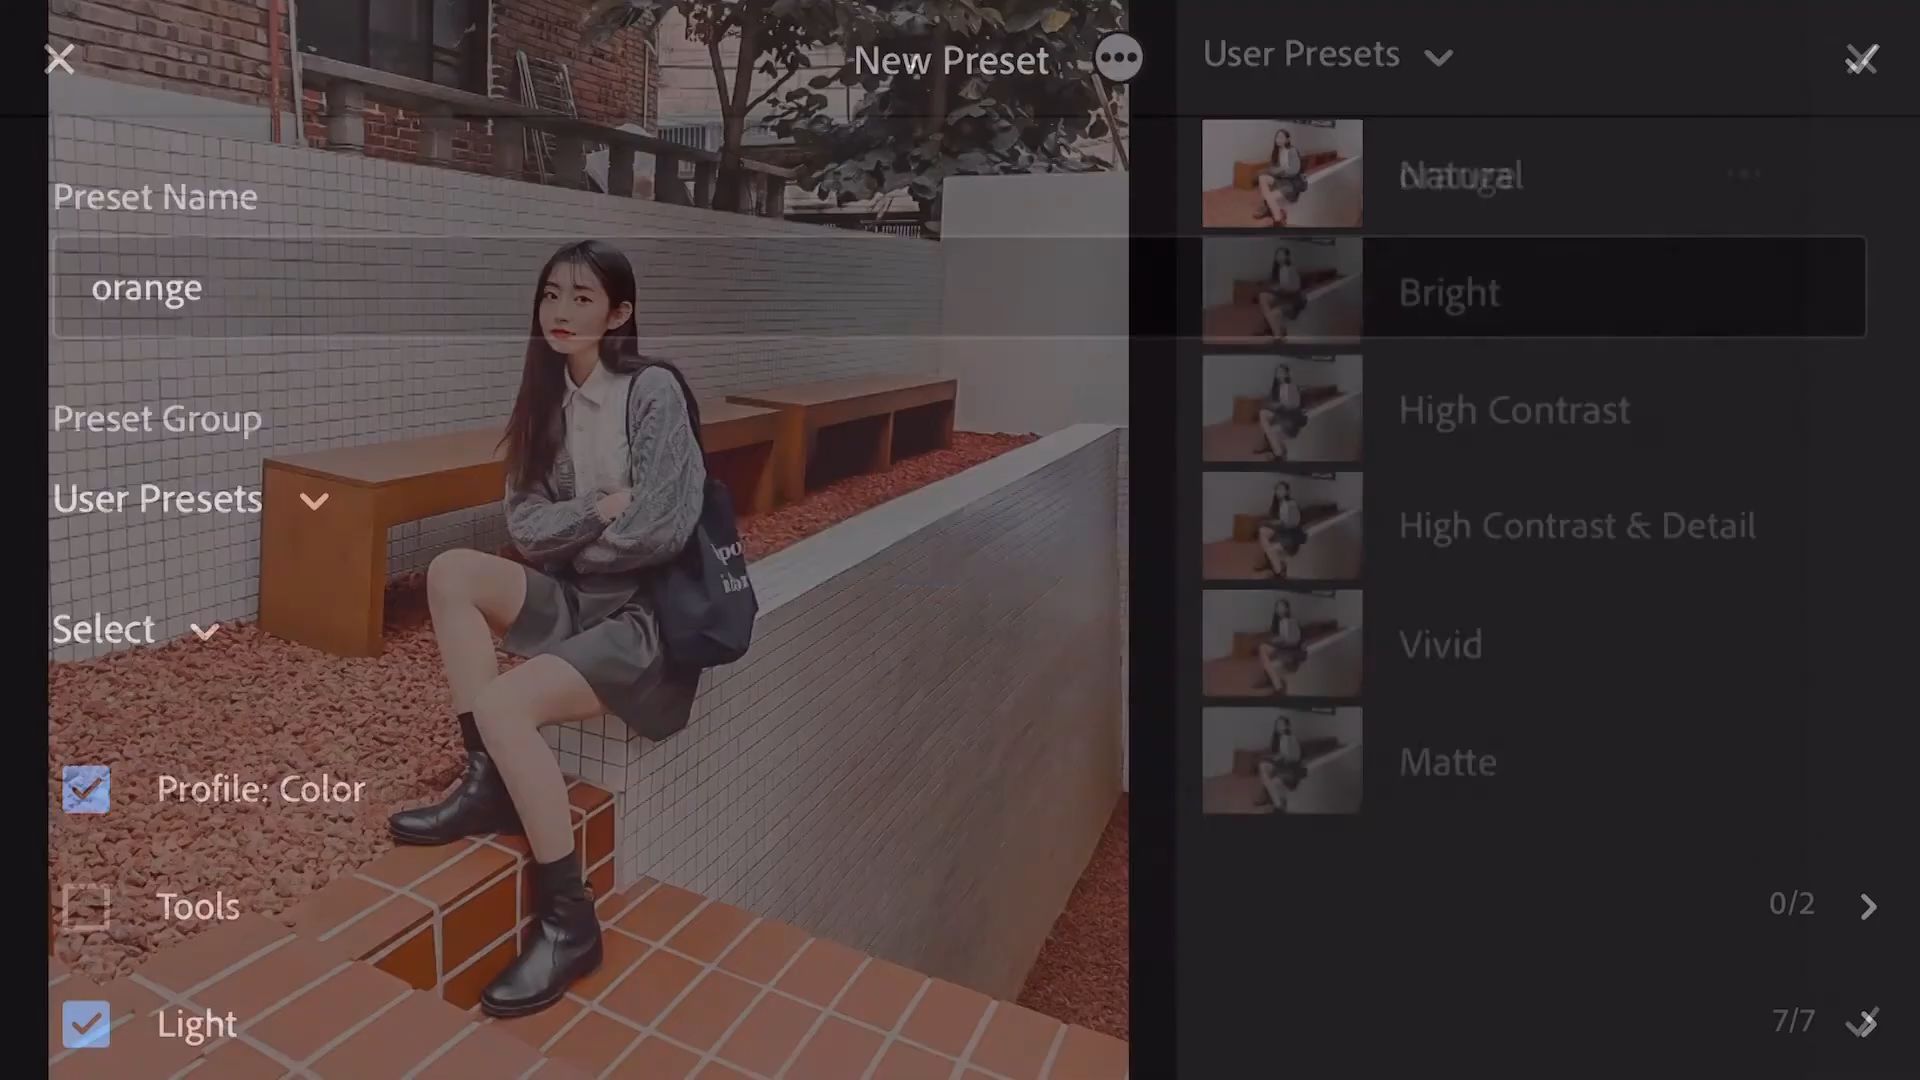 New Preset
User Presets
Preset Name
orange
Preset Group
User Presets
Select
Profile: Color
Tools
0/2
Light
7/7
Natural
Bright
High Contrast
High Contrast & Detail
Vivid
Matte